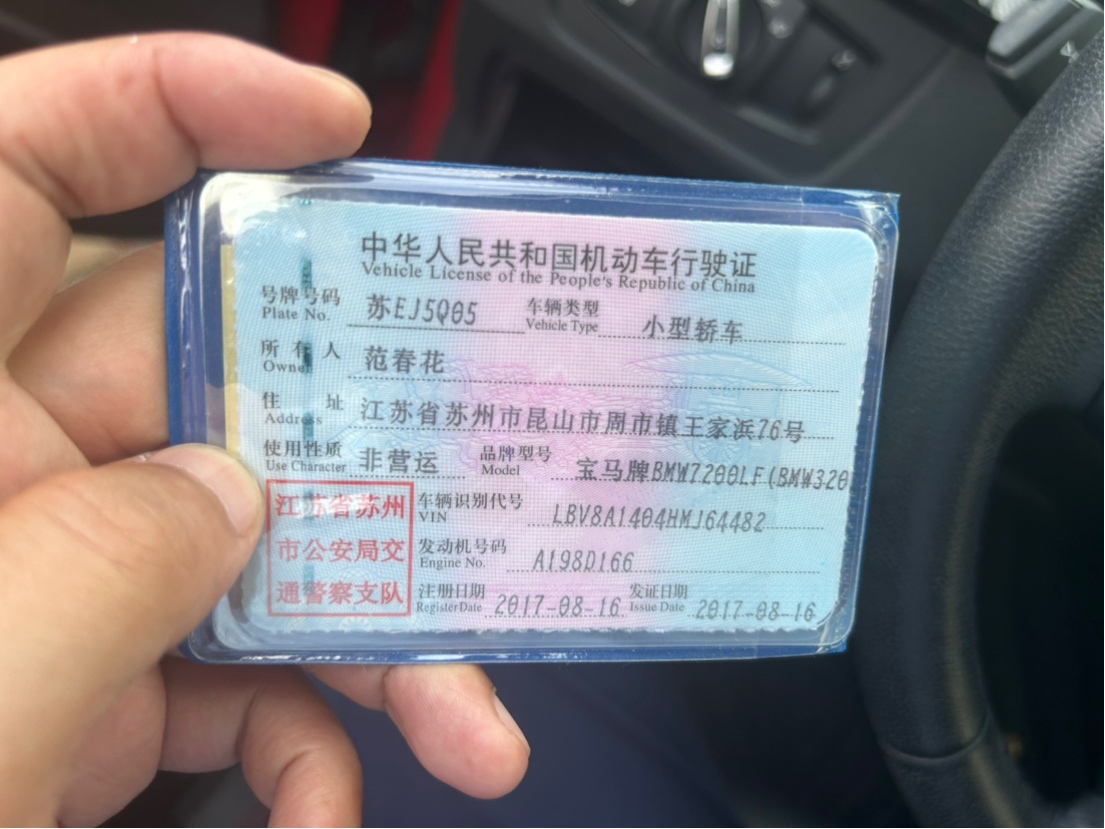 中华人民共和国机动车行驶证
Vehicle License of the People's Republic of China
号牌号码 苏EJ5Q05 车辆类型 小型轿车
Plate No. Vehicle Type
所有人 范春花
Owner
住址 江苏省苏州市昆山市周市镇王家浜76号
Address
使用性质 非营运 品牌型号 宝马牌BMW7200LF(BMW320
Use Character Model
江苏省苏州
市公安局交
通警察支队
车辆识别代号 LBV8A1404HMJ64482
VIN
发动机号码 A198D166
Engine No.
注册日期 2017-08-16 发证日期 2017-08-16
Register Date Issue Date